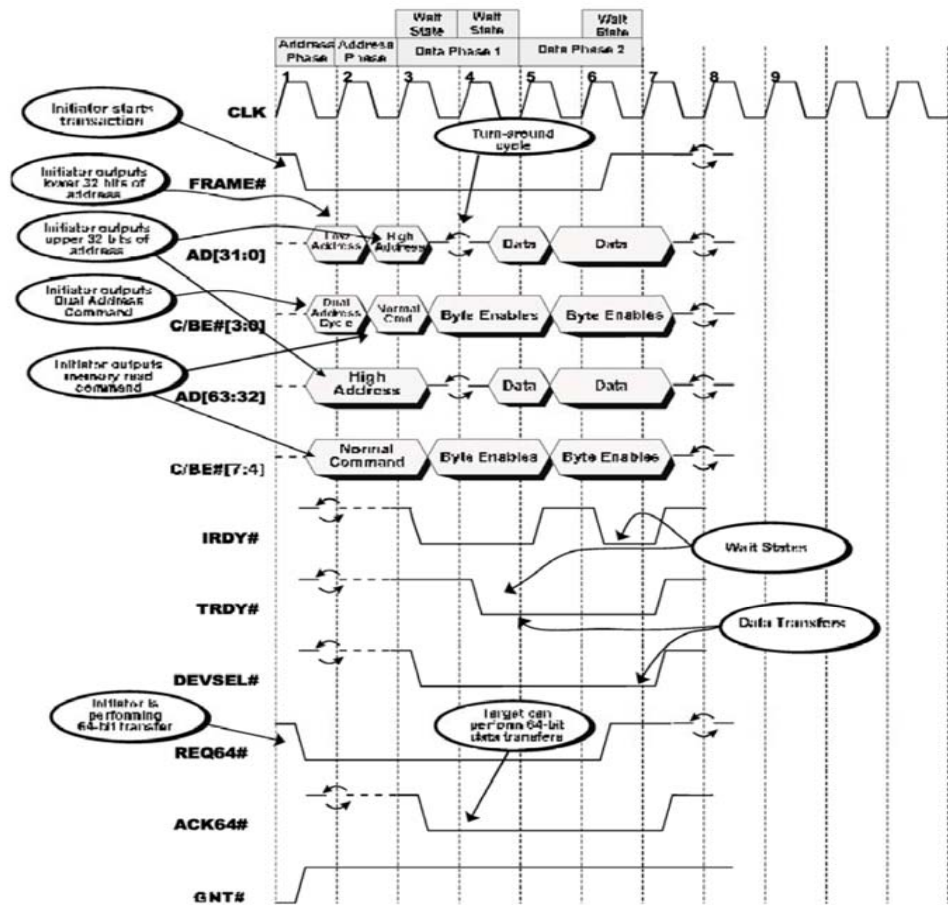 Wait
State
Wait
State
Wait
State
Address
Phase
Address
Phase
Data Phase 1
Data Phase 2
1 2 3 4 5 6 7 8 9
CLK
Initiator starts
transaction
Turn-around
cycle
FRAME#
Initiator outputs
lower 32 bits of
address
Initiator outputs
upper 32 bits of
address
Low
Address
High
Address
Data
Data
AD[31:0]
Initiator outputs
Dual Address
Command
Dual
Address
Cycle
Normal
Cmd
Byte Enables
Byte Enables
C/BE#[3:0]
Initiator outputs
memory read
command
High
Address
Data
Data
AD[63:32]
Normal
Command
Byte Enables
Byte Enables
C/BE#[7:4]
IRDY#
Wait States
TRDY#
Data Transfers
DEVSEL#
Initiator is
performing
64-bit transfer
Target can
perform 64-bit
data transfers
REQ64#
ACK64#
GNT#